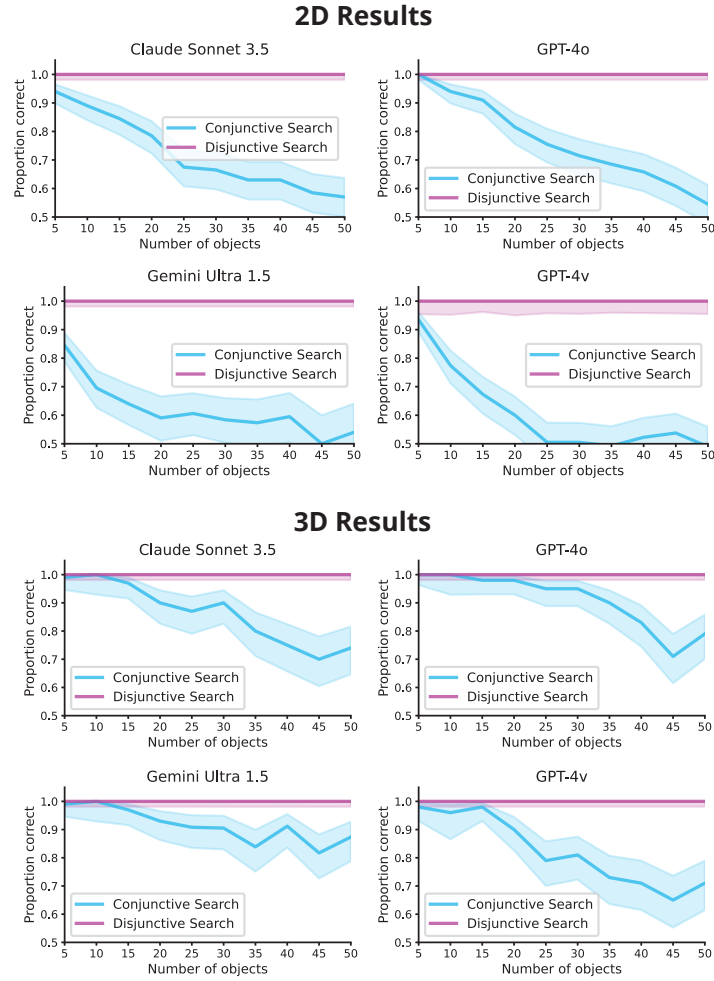 2D Results
Claude Sonnet 3.5
Proportion correct
1.0
0.9
0.8
0.7
0.6
0.5
Conjunctive Search
Disjunctive Search
5 10 15 20 25 30 35 40 45 50
Number of objects
GPT-4o
Proportion correct
1.0
0.9
0.8
0.7
0.6
0.5
Conjunctive Search
Disjunctive Search
5 10 15 20 25 30 35 40 45 50
Number of objects
Gemini Ultra 1.5
Proportion correct
1.0
0.9
0.8
0.7
0.6
0.5
Conjunctive Search
Disjunctive Search
5 10 15 20 25 30 35 40 45 50
Number of objects
GPT-4v
Proportion correct
1.0
0.9
0.8
0.7
0.6
0.5
Conjunctive Search
Disjunctive Search
5 10 15 20 25 30 35 40 45 50
Number of objects
3D Results
Claude Sonnet 3.5
Proportion correct
1.0
0.9
0.8
0.7
0.6
0.5
Conjunctive Search
Disjunctive Search
5 10 15 20 25 30 35 40 45 50
Number of objects
GPT-4o
Proportion correct
1.0
0.9
0.8
0.7
0.6
0.5
Conjunctive Search
Disjunctive Search
5 10 15 20 25 30 35 40 45 50
Number of objects
Gemini Ultra 1.5
Proportion correct
1.0
0.9
0.8
0.7
0.6
0.5
Conjunctive Search
Disjunctive Search
5 10 15 20 25 30 35 40 45 50
Number of objects
GPT-4v
Proportion correct
1.0
0.9
0.8
0.7
0.6
0.5
Conjunctive Search
Disjunctive Search
5 10 15 20 25 30 35 40 45 50
Number of objects